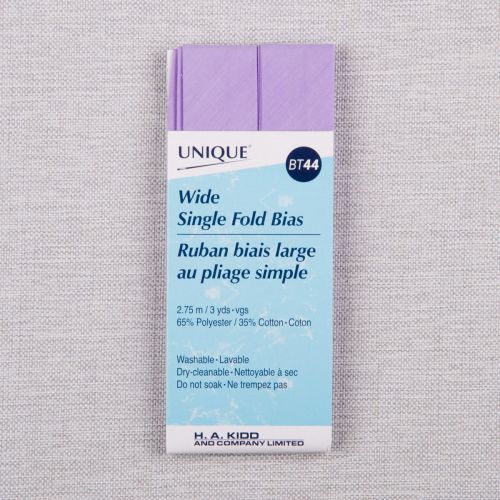 UNIQUE®
BT44
Wide
Single Fold Bias
Ruban biais large
au pliage simple
2.75 m / 3 yds • vgs
65% Polyester / 35% Cotton • Coton
Washable • Lavable
Dry-cleanable • Nettoyable à sec
Do not soak • Ne trempez pas
H. A. KIDD
AND COMPANY LIMITED